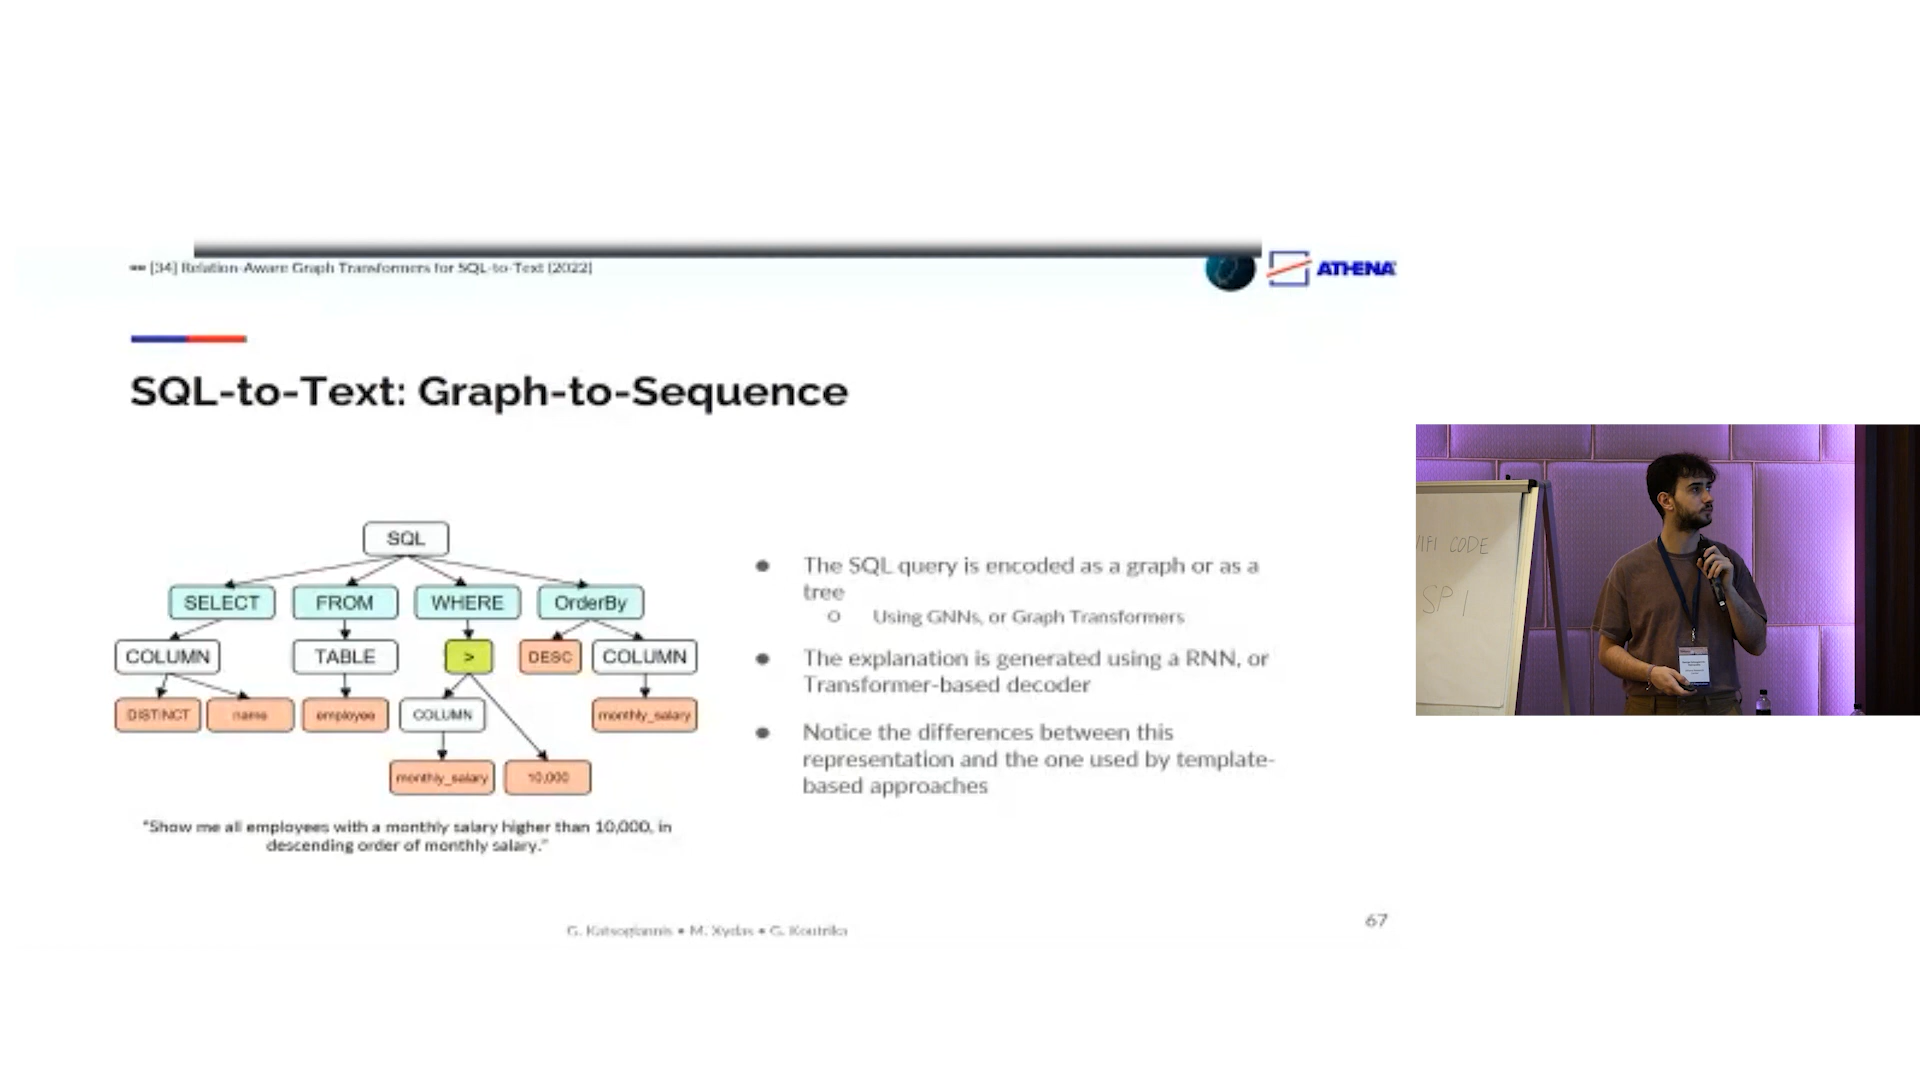 [34] Relation-Aware Graph Transformers for SQL-to-Text (2022)
ATHENA
SQL-to-Text: Graph-to-Sequence
SQL
SELECT FROM WHERE OrderBy
COLUMN TABLE > DESC COLUMN
DISTINCT name employee COLUMN monthly_salary
monthly_salary 10,000
"Show me all employees with a monthly salary higher than 10,000, in
descending order of monthly salary."
● The SQL query is encoded as a graph or as a
tree
○ Using GNNs, or Graph Transformers
● The explanation is generated using a RNN, or
Transformer-based decoder
● Notice the differences between this
representation and the one used by template-
based approaches
G. Katsogiannis • M. Xydas • G. Koutrika
67
CODE
SP1